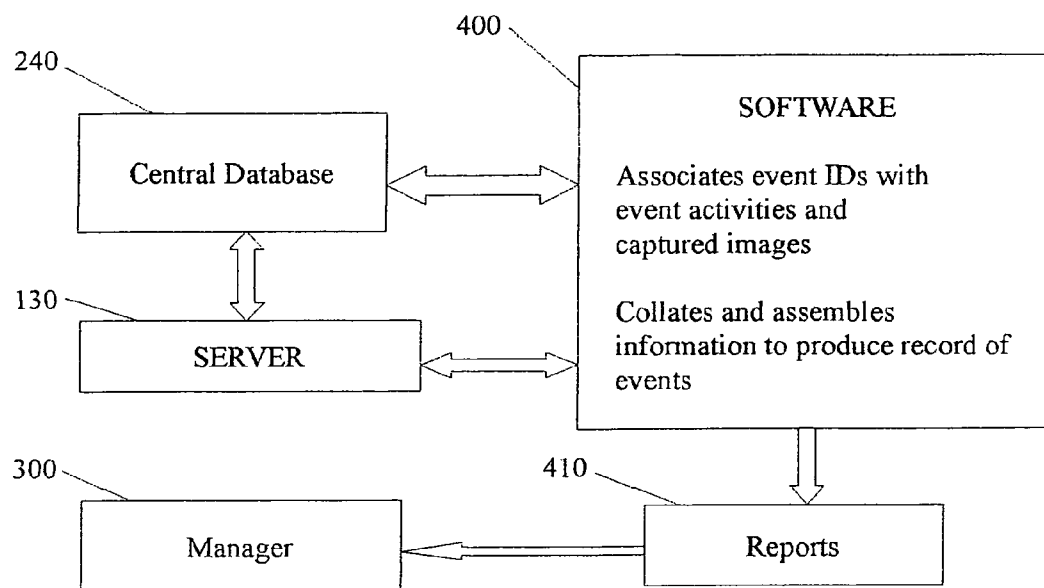 400
240
SOFTWARE
Central Database
Associates event IDs with
event activities and
captured images
130
SERVER
Collates and assembles
information to produce record of
events
300
410
Manager
Reports